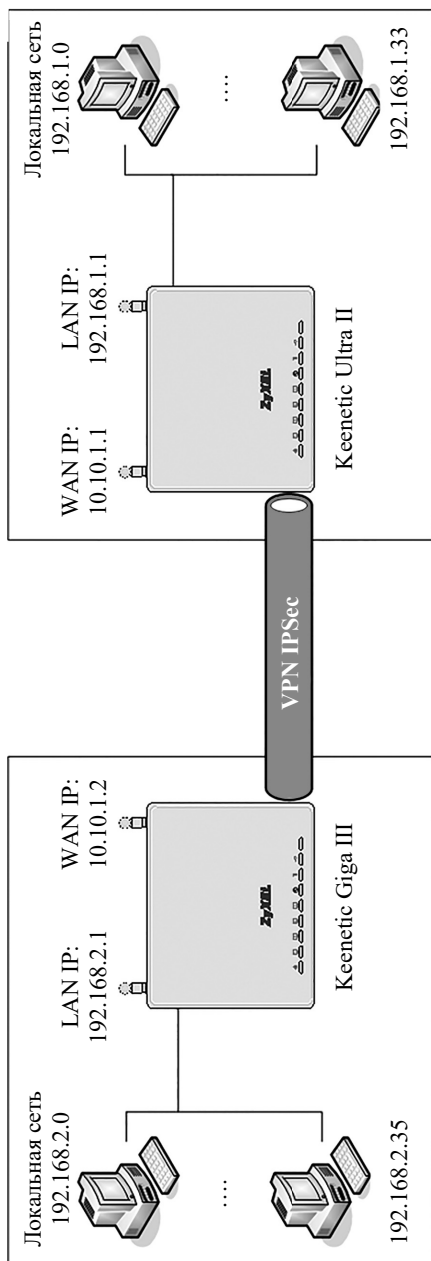 Локальная сеть
192.168.2.0
....
192.168.2.35
LAN IP:
192.168.2.1
WAN IP:
10.10.1.2
ZyXEL
Keenetic Giga III
VPN IPSec
WAN IP:
10.10.1.1
LAN IP:
192.168.1.1
ZyXEL
Keenetic Ultra II
Локальная сеть
192.168.1.0
....
192.168.1.33